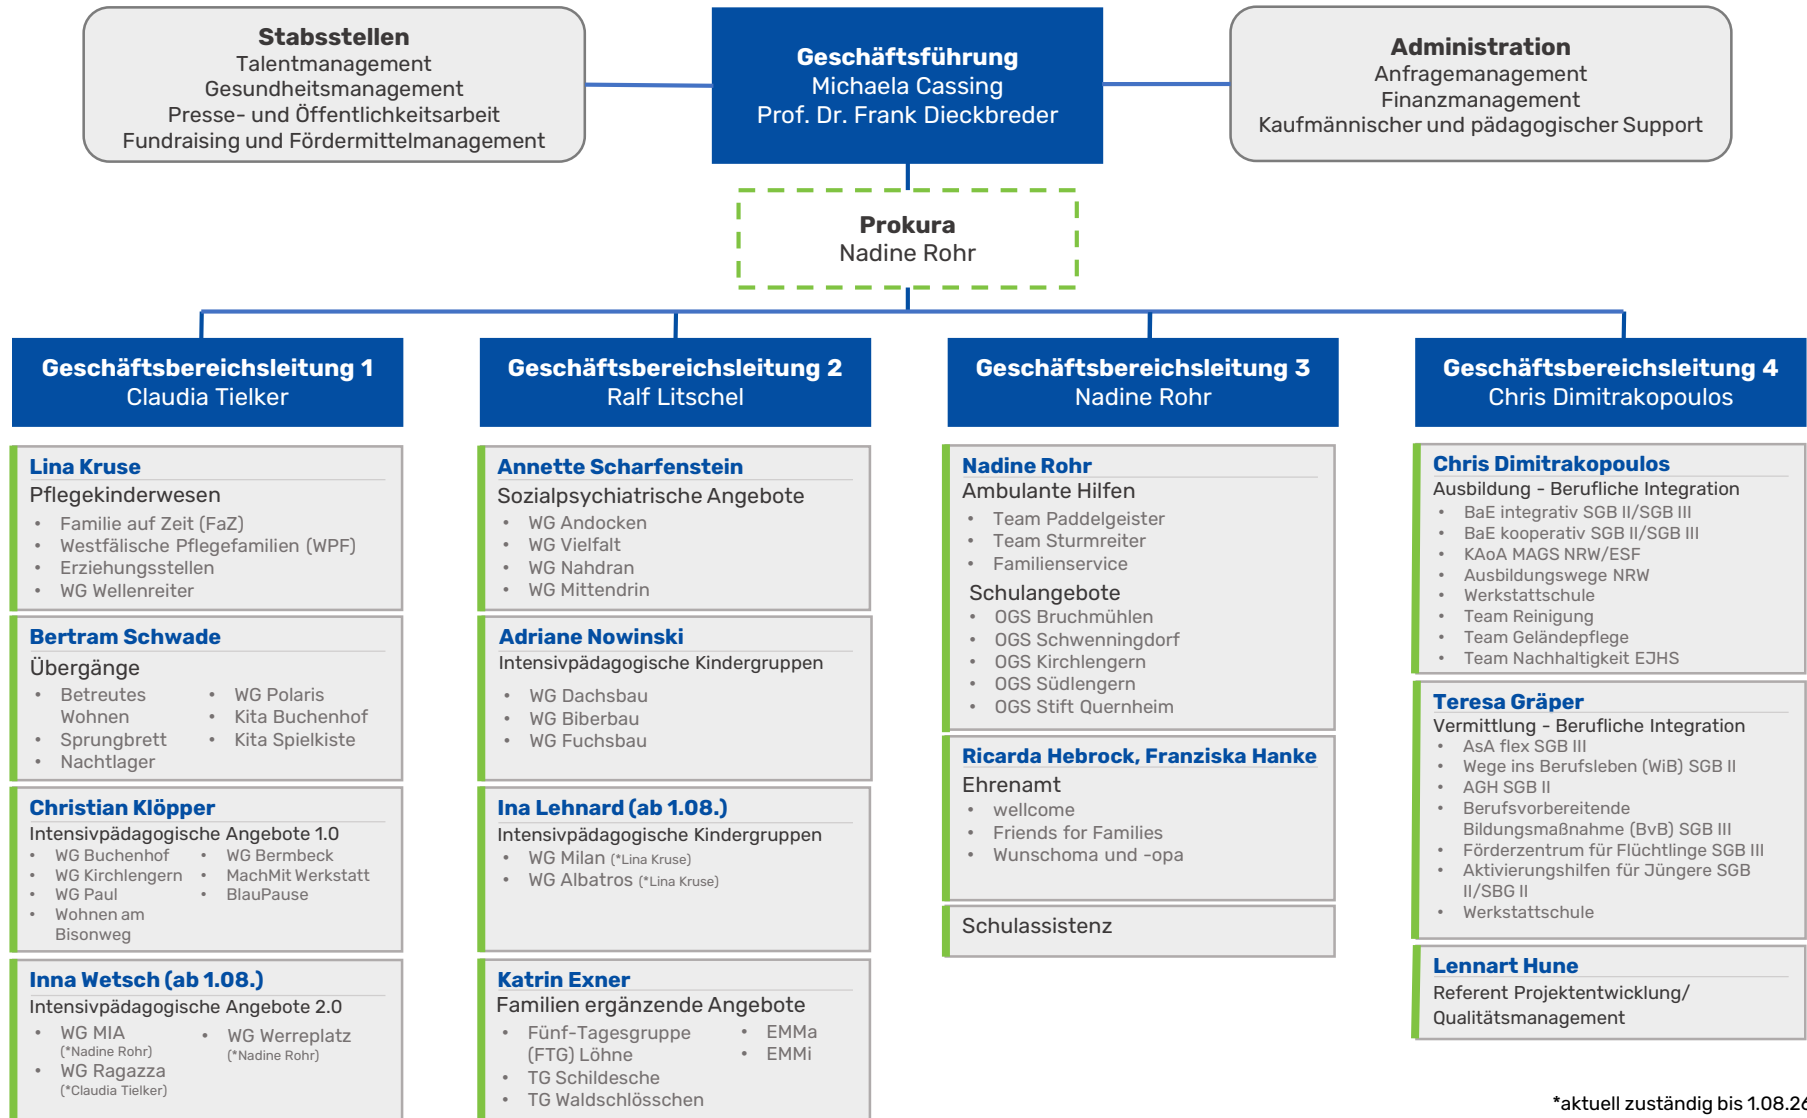 Stabsstellen
Talentmanagement
Gesundheitsmanagement
Presse- und Öffentlichkeitsarbeit
Fundraising und Fördermittelmanagement
Geschäftsführung
Michaela Cassing
Prof. Dr. Frank Dieckbreder
Administration
Anfragemanagement
Finanzmanagement
Kaufmännischer und pädagogischer Support
Prokura
Nadine Rohr
Geschäftsbereichsleitung 1
Claudia Tielker
Lina Kruse
Pflegekinderwesen
• Familie auf Zeit (FaZ)
• Westfälische Pflegefamilien (WPF)
• Erziehungsstellen
• WG Wellenreiter
Bertram Schwade
Übergänge
• Betreutes
Wohnen
• Sprungbrett
• Nachtlager
• WG Polaris
• Kita Buchenhof
• Kita Spielkiste
Christian Klöpper
Intensivpädagogische Angebote 1.0
• WG Buchenhof
• WG Kirchlengern
• WG Paul
• Wohnen am
Bisonweg
• WG Bermbeck
• MachMit Werkstatt
• BlauPause
Inna Wetsch (ab 1.08.)
Intensivpädagogische Angebote 2.0
• WG MIA
(*Nadine Rohr)
• WG Ragazza
(*Claudia Tielker)
• WG Werreplatz
(*Nadine Rohr)
Geschäftsbereichsleitung 2
Ralf Litschel
Annette Scharfenstein
Sozialpsychiatrische Angebote
• WG Andocken
• WG Vielfalt
• WG Nahdran
• WG Mittendrin
Adriane Nowinski
Intensivpädagogische Kindergruppen
• WG Dachsbau
• WG Biberbau
• WG Fuchsbau
Ina Lehnard (ab 1.08.)
Intensivpädagogische Kindergruppen
• WG Milan (*Lina Kruse)
• WG Albatros (*Lina Kruse)
Katrin Exner
Familien ergänzende Angebote
• Fünf-Tagesgruppe
(FTG) Löhne
• TG Schildesche
• TG Waldschlösschen
• EMMa
• EMMi
Geschäftsbereichsleitung 3
Nadine Rohr
Nadine Rohr
Ambulante Hilfen
• Team Paddelgeister
• Team Sturmreiter
• Familienservice
Schulangebote
• OGS Bruchmühlen
• OGS Schwenningdorf
• OGS Kirchlengern
• OGS Südlengern
• OGS Stift Quernheim
Ricarda Hebrock, Franziska Hanke
Ehrenamt
• wellcome
• Friends for Families
• Wunschoma und -opa
Schulassistenz
Geschäftsbereichsleitung 4
Chris Dimitrakopoulos
Chris Dimitrakopoulos
Ausbildung - Berufliche Integration
• BaE integrativ SGB II/SGB III
• BaE kooperativ SGB II/SGB III
• KAoA MAGS NRW/ESF
• Ausbildungswege NRW
• Werkstattschule
• Team Reinigung
• Team Geländepflege
• Team Nachhaltigkeit EJHS
Teresa Gräper
Vermittlung - Berufliche Integration
• AsA flex SGB III
• Wege ins Berufsleben (WiB) SGB II
• AGH SGB II
• Berufsvorbereitende
Bildungsmaßnahme (BvB) SGB III
• Förderzentrum für Flüchtlinge SGB III
• Aktivierungshilfen für Jüngere SGB
II/SBG II
• Werkstattschule
Lennart Hune
Referent Projektentwicklung/
Qualitätsmanagement
*aktuell zuständig bis 1.08.26